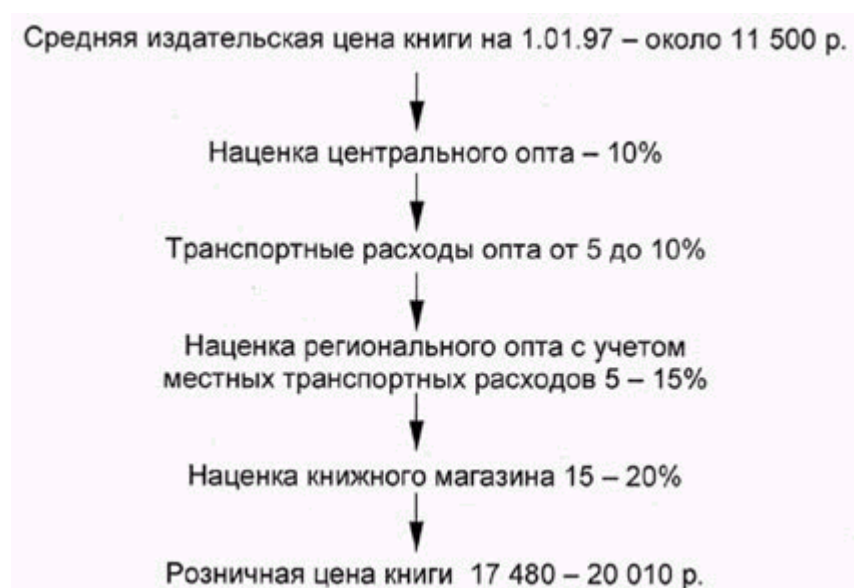 Средняя издательская цена книги на 1.01.97 – около 11 500 р.
Наценка центрального опта – 10%
Транспортные расходы опта от 5 до 10%
Наценка регионального опта с учетом
местных транспортных расходов 5 – 15%
Наценка книжного магазина 15 – 20%
Розничная цена книги 17 480 – 20 010 р.